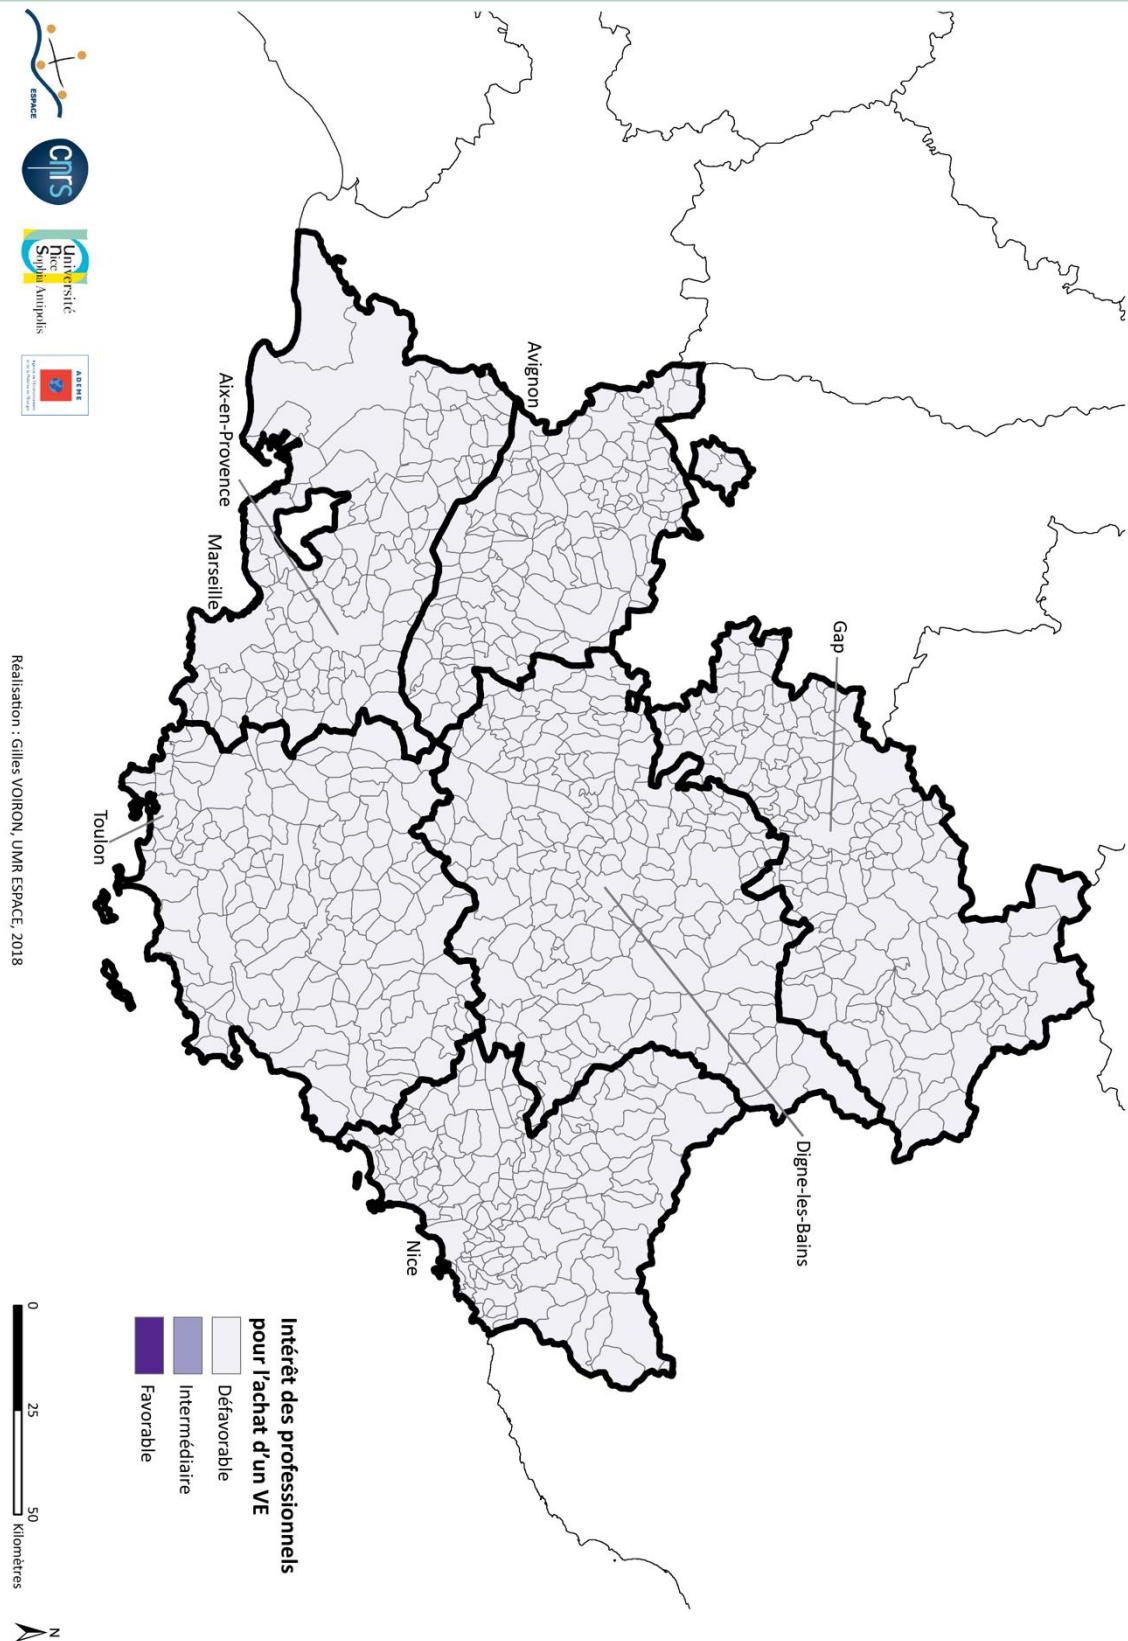 Gap
Digne-les-Bains
Avignon
Aix-en-Provence
Marseille
Toulon
Nice
Intérêt des professionnels
pour l'achat d'un VE
Défavorable
Intermédiaire
Favorable
0 25 50 Kilomètres
N
ESPACE
cnrs
Université
nice
Sophia Antipolis
ADEME
Réalisation : Gilles VOIRON, UMR ESPACE, 2018